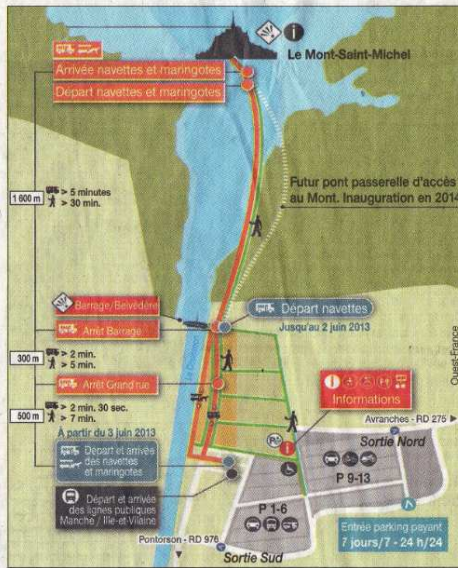 Le Mont-Saint-Michel
Arrivée navettes et maringotes
Départ navettes et maringotes
1 600 m
> 5 minutes
> 30 min.
Futur pont passerelle d'accès
au Mont. Inauguration en 2014
Barrage/Belvédère
Départ navettes
Jusqu'au 2 juin 2013
Arrêt Barrage
300 m
> 2 min.
> 5 min.
Arrêt Grand rue
500 m
> 2 min. 30 sec.
> 7 min.
À partir du 3 juin 2013
Informations
Ouest-France
Avranches - RD 275
Sortie Nord
Départ et arrivée
des navettes
et maringotes
P 9-13
Départ et arrivée
des lignes publiques
Manche / Ille-et-Vilaine
P 1-6
Entrée parking payant
7 jours/7 - 24 h/24
Pontorson - RD 976
Sortie Sud